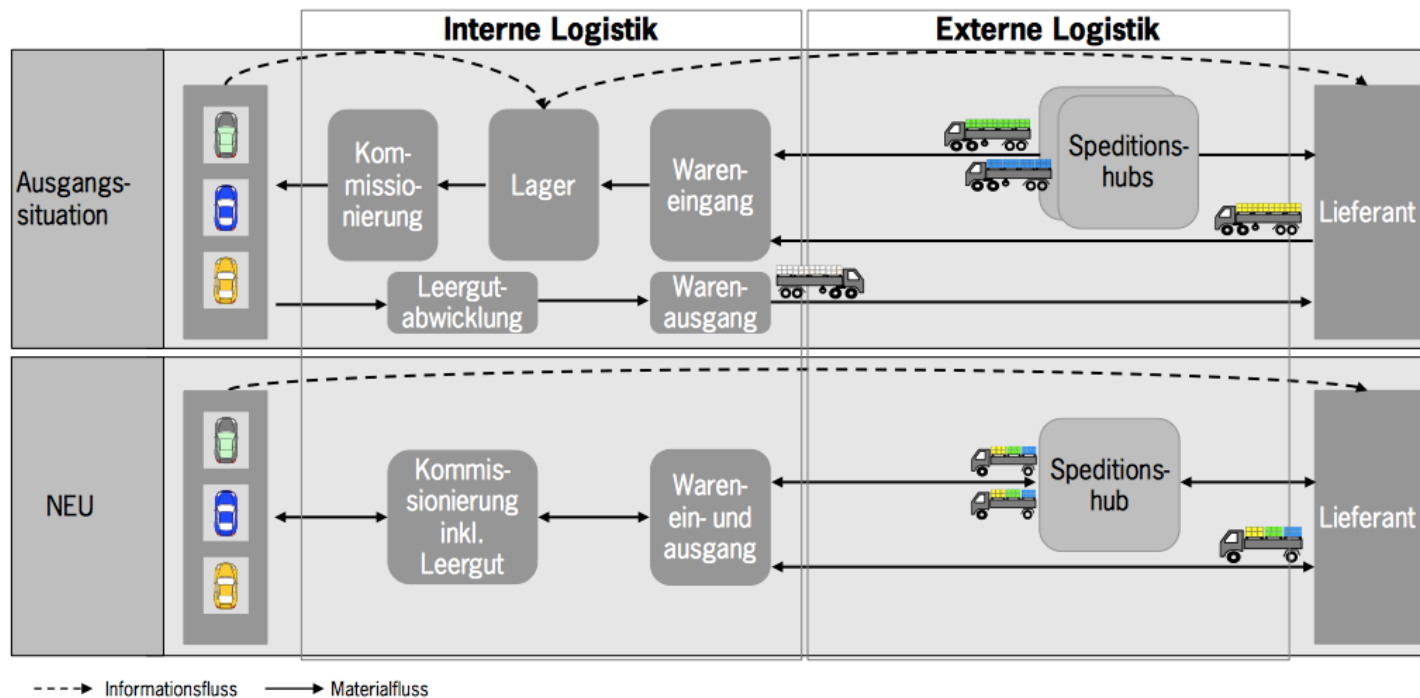 Interne Logistik
Externe Logistik
Ausgangs-
situation
Kom-
missio-
nierung
Lager
Waren-
eingang
Speditions-
hubs
Lieferant
Leergut-
abwicklung
Waren-
ausgang
NEU
Kommis-
sionierung
inkl.
Leergut
Waren-
ein- und
ausgang
Speditions-
hub
Lieferant
Informationsfluss
Materialfluss